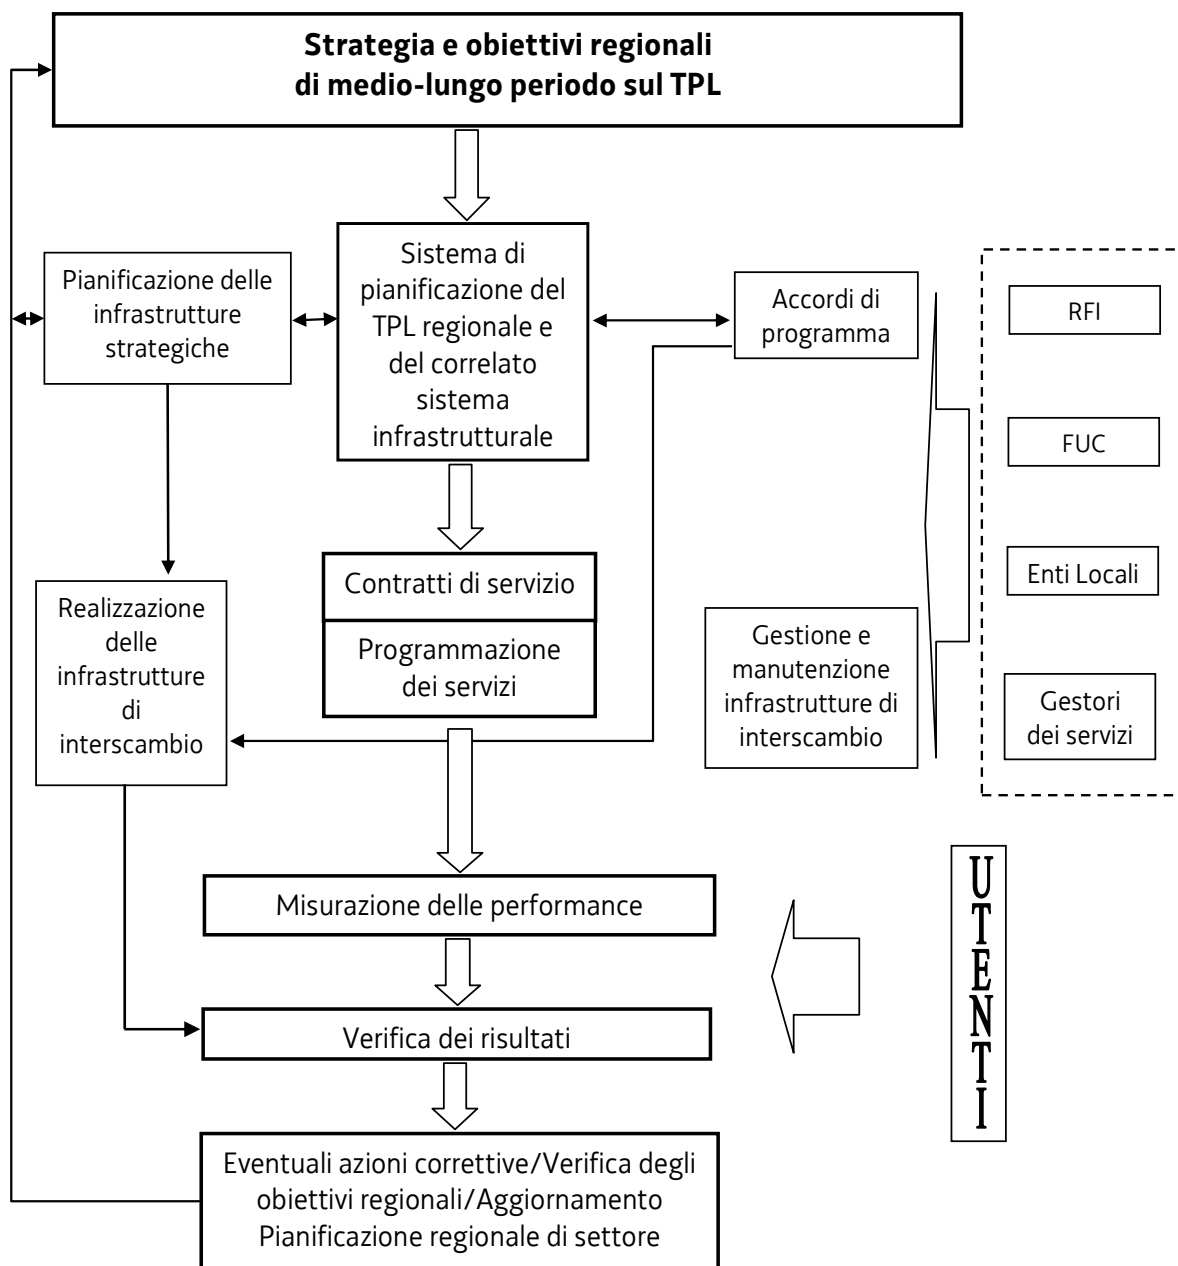 Strategia e obiettivi regionali
di medio-lungo periodo sul TPL
Pianificazione delle
infrastrutture
strategiche
Sistema di
pianificazione del
TPL regionale e
del correlato
sistema
infrastrutturale
Accordi di
programma
RFI
FUC
Enti Locali
Gestori
dei servizi
Contratti di servizio
Programmazione
dei servizi
Realizzazione
delle
infrastrutture
di
interscambio
Gestione e
manutenzione
infrastrutture di
interscambio
Misurazione delle performance
Verifica dei risultati
Eventuali azioni correttive/Verifica degli
obiettivi regionali/Aggiornamento
Pianificazione regionale di settore
UTENTI